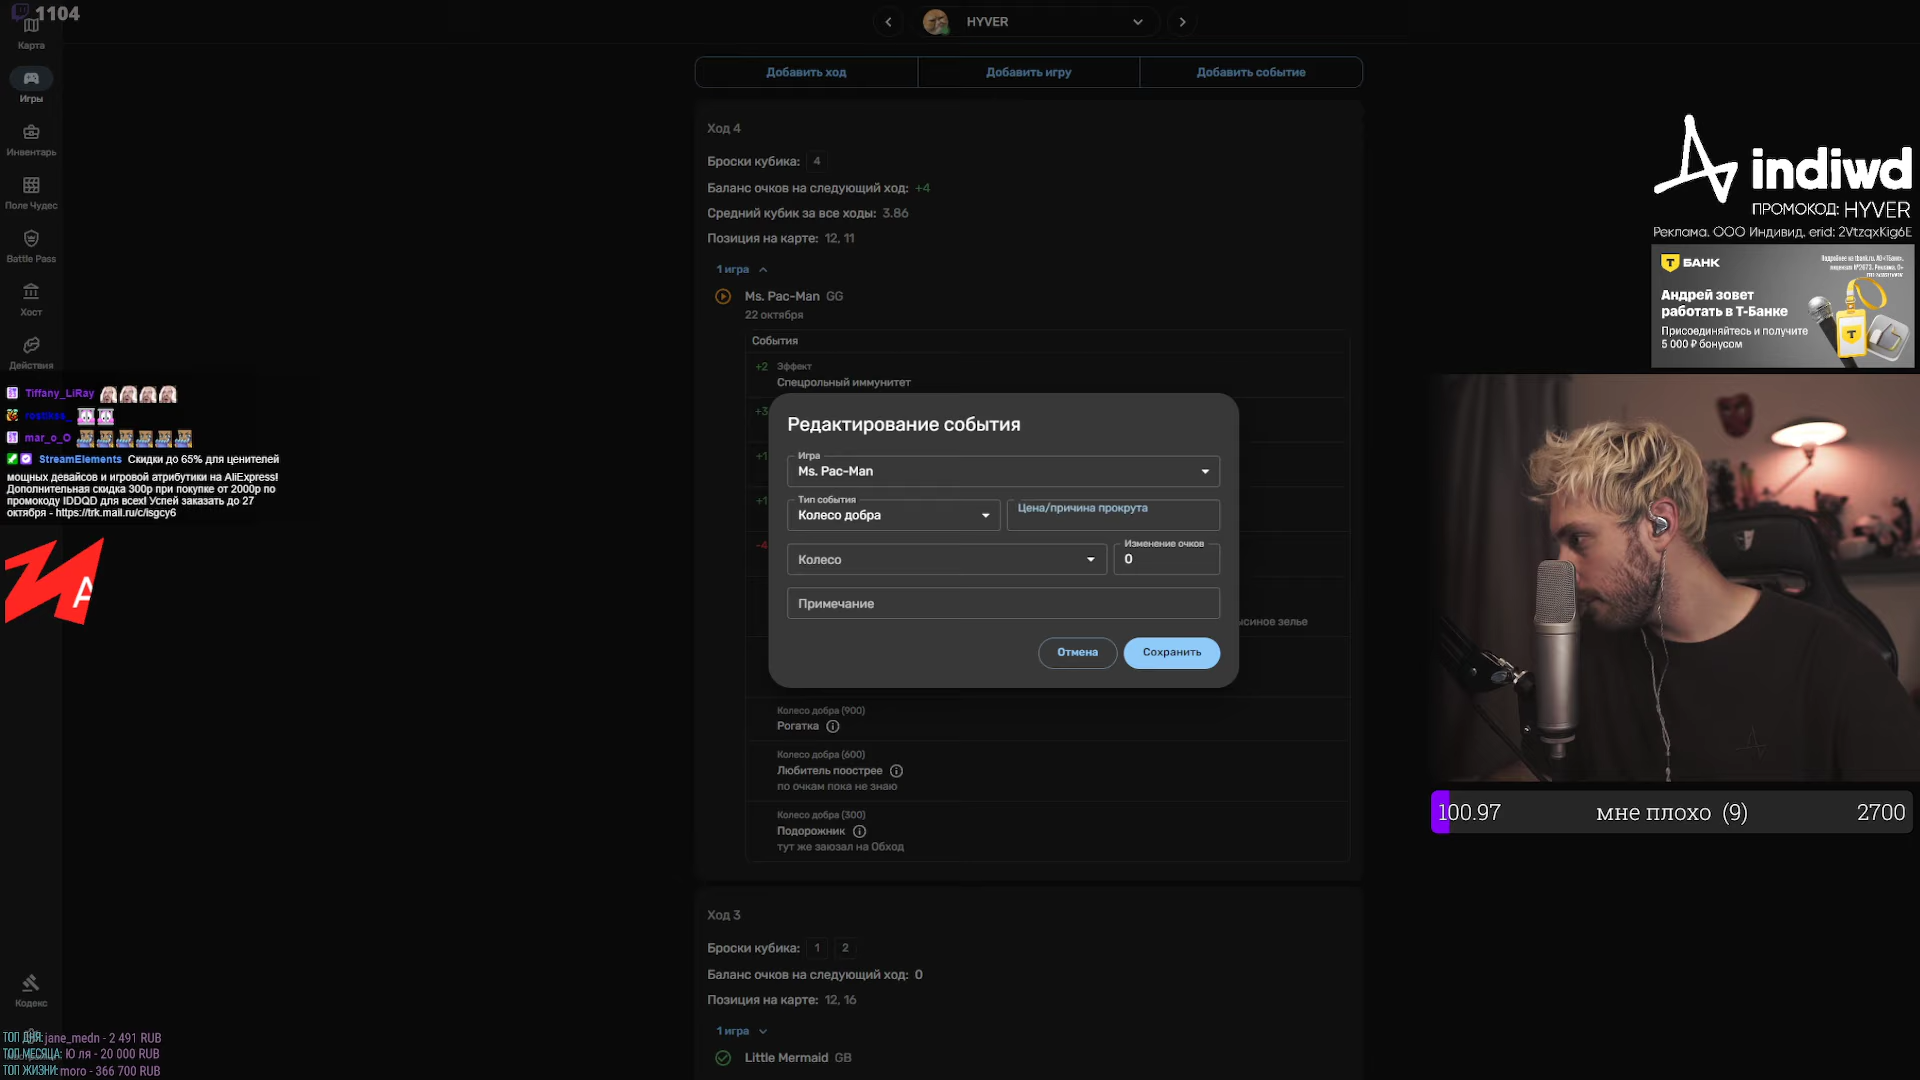 1104
Карта
Игры
Инвентарь
Поле Чудес
Battle Pass
Хост
Действия
Tiffany_LiRay
mar_o_O
StreamElements Скидки до 65% для ценителей
мощных девайсов и игровой атрибутики на AliExpress!
Дополнительная скидка 300р при покупке от 2000р по
промокоду IDDQD для всех! Успей заказать до 27
октября - https://trk.mail.ru/c/isgcy6
A
Кодекс
ТОП ДНЯ: jane_medn - 2 491 RUB
ТОП МЕСЯЦА: Ю ля - 20 000 RUB
ТОП ЖИЗНИ: moro - 366 700 RUB
HYVER
Добавить ход
Добавить игру
Добавить событие
Ход 4
Броски кубика: 4
Баланс очков на следующий ход: +4
Средний кубик за все ходы: 3.86
Позиция на карте: 12, 11
1 игра
Ms. Pac-Man GG
22 октября
События
+2 Эффект
Спецрольный иммунитет
+3
+1
+1
-4
Редактирование события
Игра
Ms. Pac-Man
Тип события
Колесо добра
Цена/причина прокрута
Колесо
Изменение очков
0
Примечание
Отмена
Сохранить
ысиное зелье
Колесо добра (900)
Рогатка
Колесо добра (600)
Любитель поострее
по очкам пока не знаю
Колесо добра (300)
Подорожник
тут же заюзал на Обход
Ход 3
Броски кубика: 1 2
Баланс очков на следующий ход: 0
Позиция на карте: 12, 16
1 игра
Little Mermaid GB
indiwd
ПРОМОКОД: HYVER
Реклама. ООО Индивид. erid: 2VtzqxKig6E
Т БАНК
Андрей зовет
работать в Т-Банке
Присоединяйтесь и получите
5 000 ₽ бонусом
Т
100.97 мне плохо (9) 2700